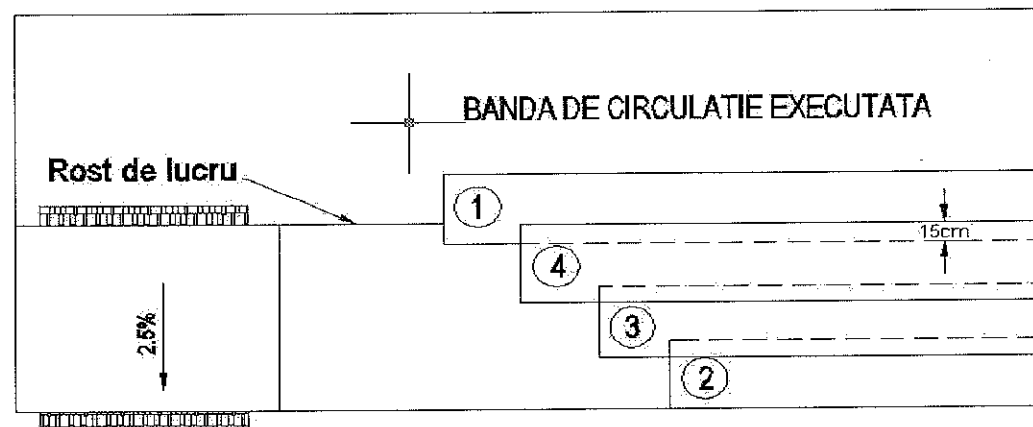 BANDA DE CIRCULATIE EXECUTATA
Rost de lucru
1
15cm
4
3
2.5%
2